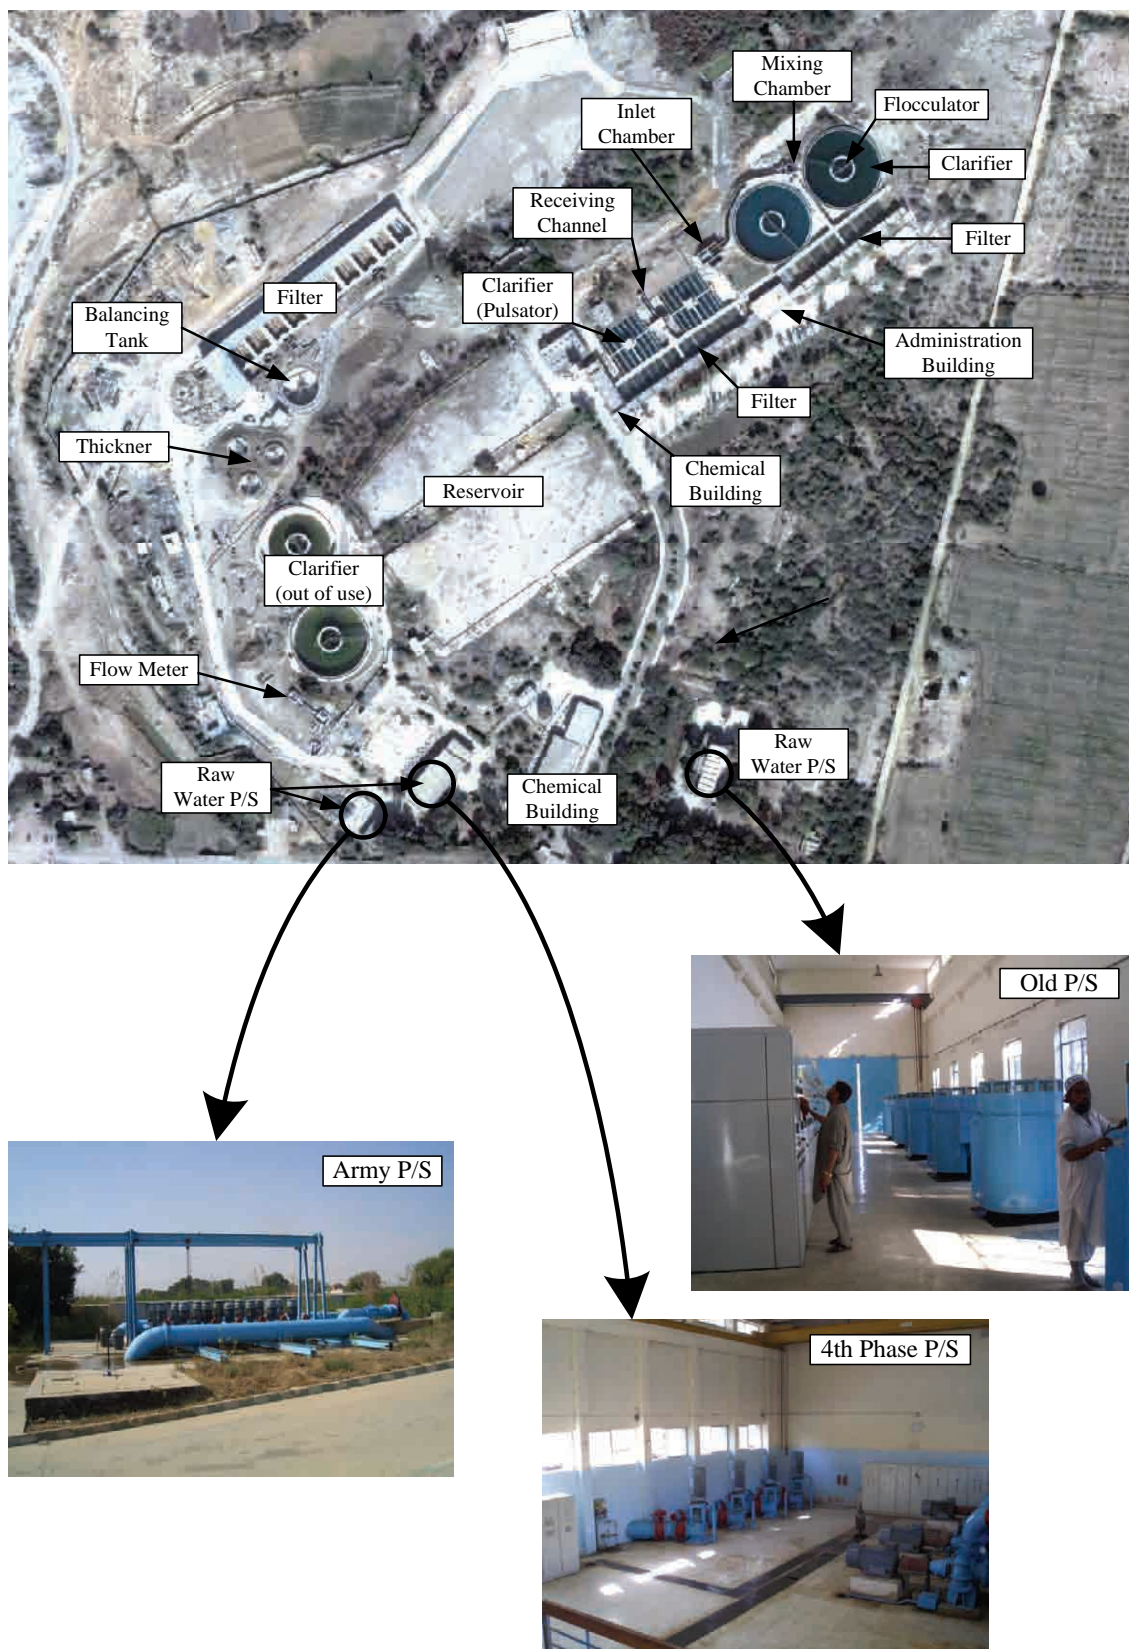 Mixing
Chamber
Flocculator
Inlet
Chamber
Clarifier
Receiving
Channel
Filter
Clarifier
(Pulsator)
Filter
Balancing
Tank
Administration
Building
Filter
Thickner
Chemical
Building
Reservoir
Clarifier
(out of use)
Flow Meter
Raw
Water P/S
Raw
Water P/S
Chemical
Building
Old P/S
Army P/S
4th Phase P/S